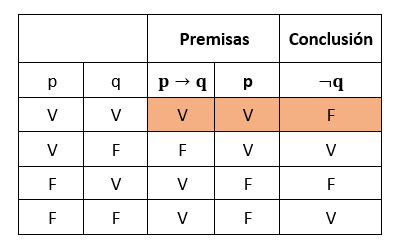 Premisas Conclusión
p q p → q p ¬q
V V V V F
V F F V V
F V V F F
F F V F V